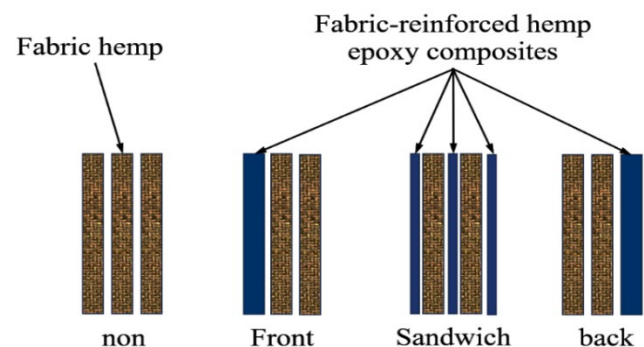 Fabric hemp
Fabric-reinforced hemp
epoxy composites
non
Front
Sandwich
back